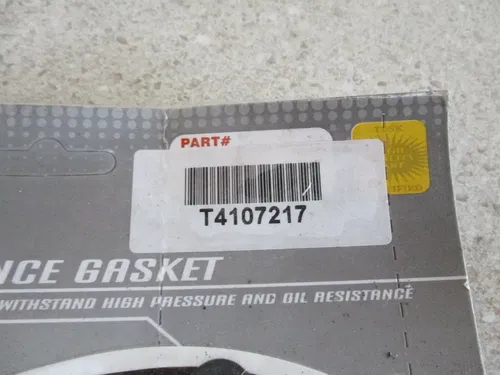 PART#
T4107217
NCE GASKET
WITHSTAND HIGH PRESSURE AND OIL RESISTANCE